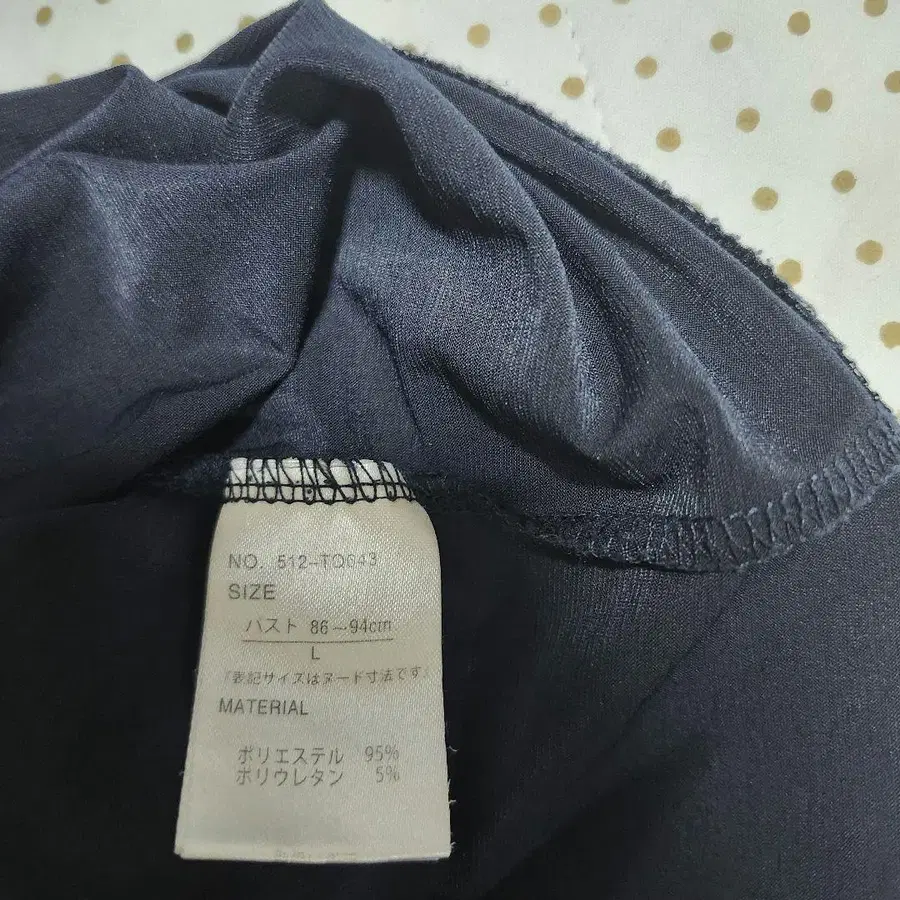 NO. 512-TO643
SIZE
バスト 86~94cm
L
「表記サイズはヌード寸法です」
MATERIAL
ポリエステル 95%
ポリウレタン 5%